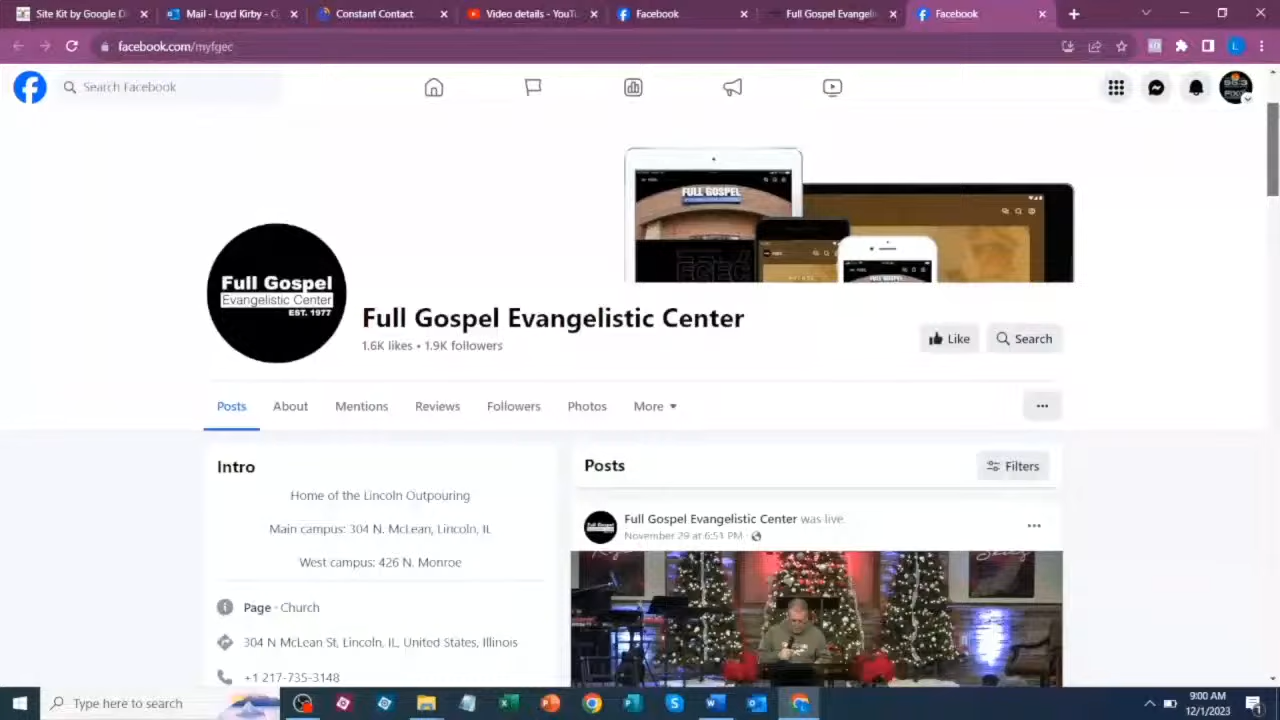 Site Kit by Google D
Mail - Loyd Kirby - O
Constant Contact
Video details - YouTu
Facebook
Full Gospel Evangelis
Facebook
facebook.com/myfgec
Search Facebook
FULL GOSPEL
Full Gospel
Evangelistic Center
EST. 1977
Full Gospel Evangelistic Center
1.6K likes • 1.9K followers
Like
Search
Posts
About
Mentions
Reviews
Followers
Photos
More
Intro
Posts
Filters
Home of the Lincoln Outpouring
Main campus: 304 N. McLean, Lincoln, IL
West campus: 426 N. Monroe
Full Gospel Evangelistic Center was live.
November 29 at 6:51 PM
Page · Church
304 N McLean St, Lincoln, IL, United States, Illinois
+1 217-735-3148
Type here to search
9:00 AM
12/1/2023